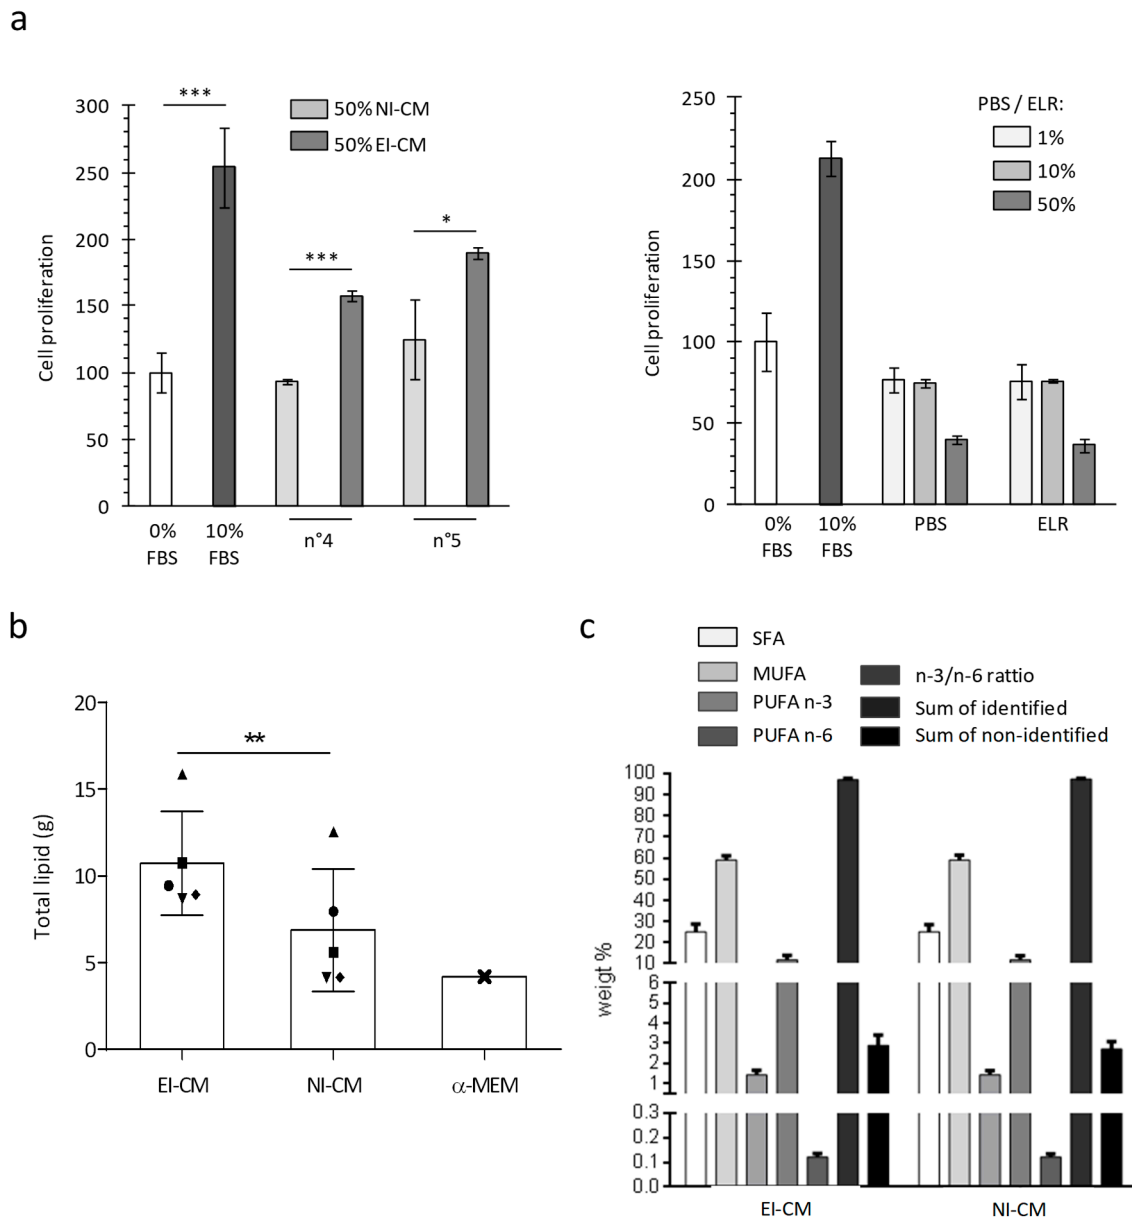 a
***
300
250
200
150
100
50
0
Cell proliferation
50% NI-CM
50% EI-CM
***
*
0%
FBS
10%
FBS
n°4
n°5
250
200
150
100
50
0
Cell proliferation
PBS / ELR:
1%
10%
50%
0%
FBS
10%
FBS
PBS
ELR
b
20
15
10
5
0
Total lipid (g)
**
EI-CM
NI-CM
α-MEM
c
SFA
MUFA
PUFA n-3
PUFA n-6
n-3/n-6 rattio
Sum of identified
Sum of non-identified
100
90
80
70
60
50
40
30
20
10
6
5
4
3
2
1
0.3
0.2
0.1
0.0
weigt %
EI-CM
NI-CM